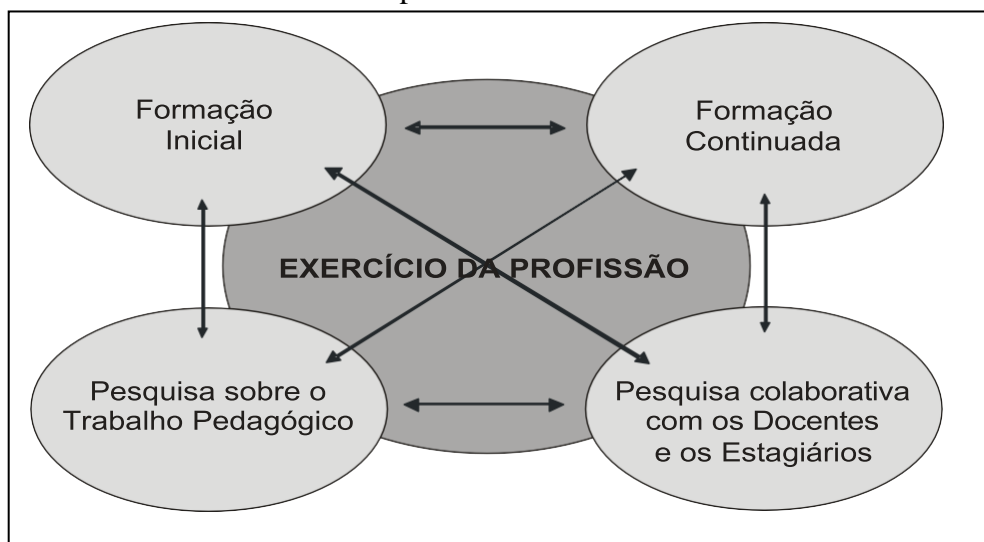 Formação
Inicial
Formação
Continuada
EXERCÍCIO DA PROFISSÃO
Pesquisa sobre o
Trabalho Pedagógico
Pesquisa colaborativa
com os Docentes
e os Estagiários